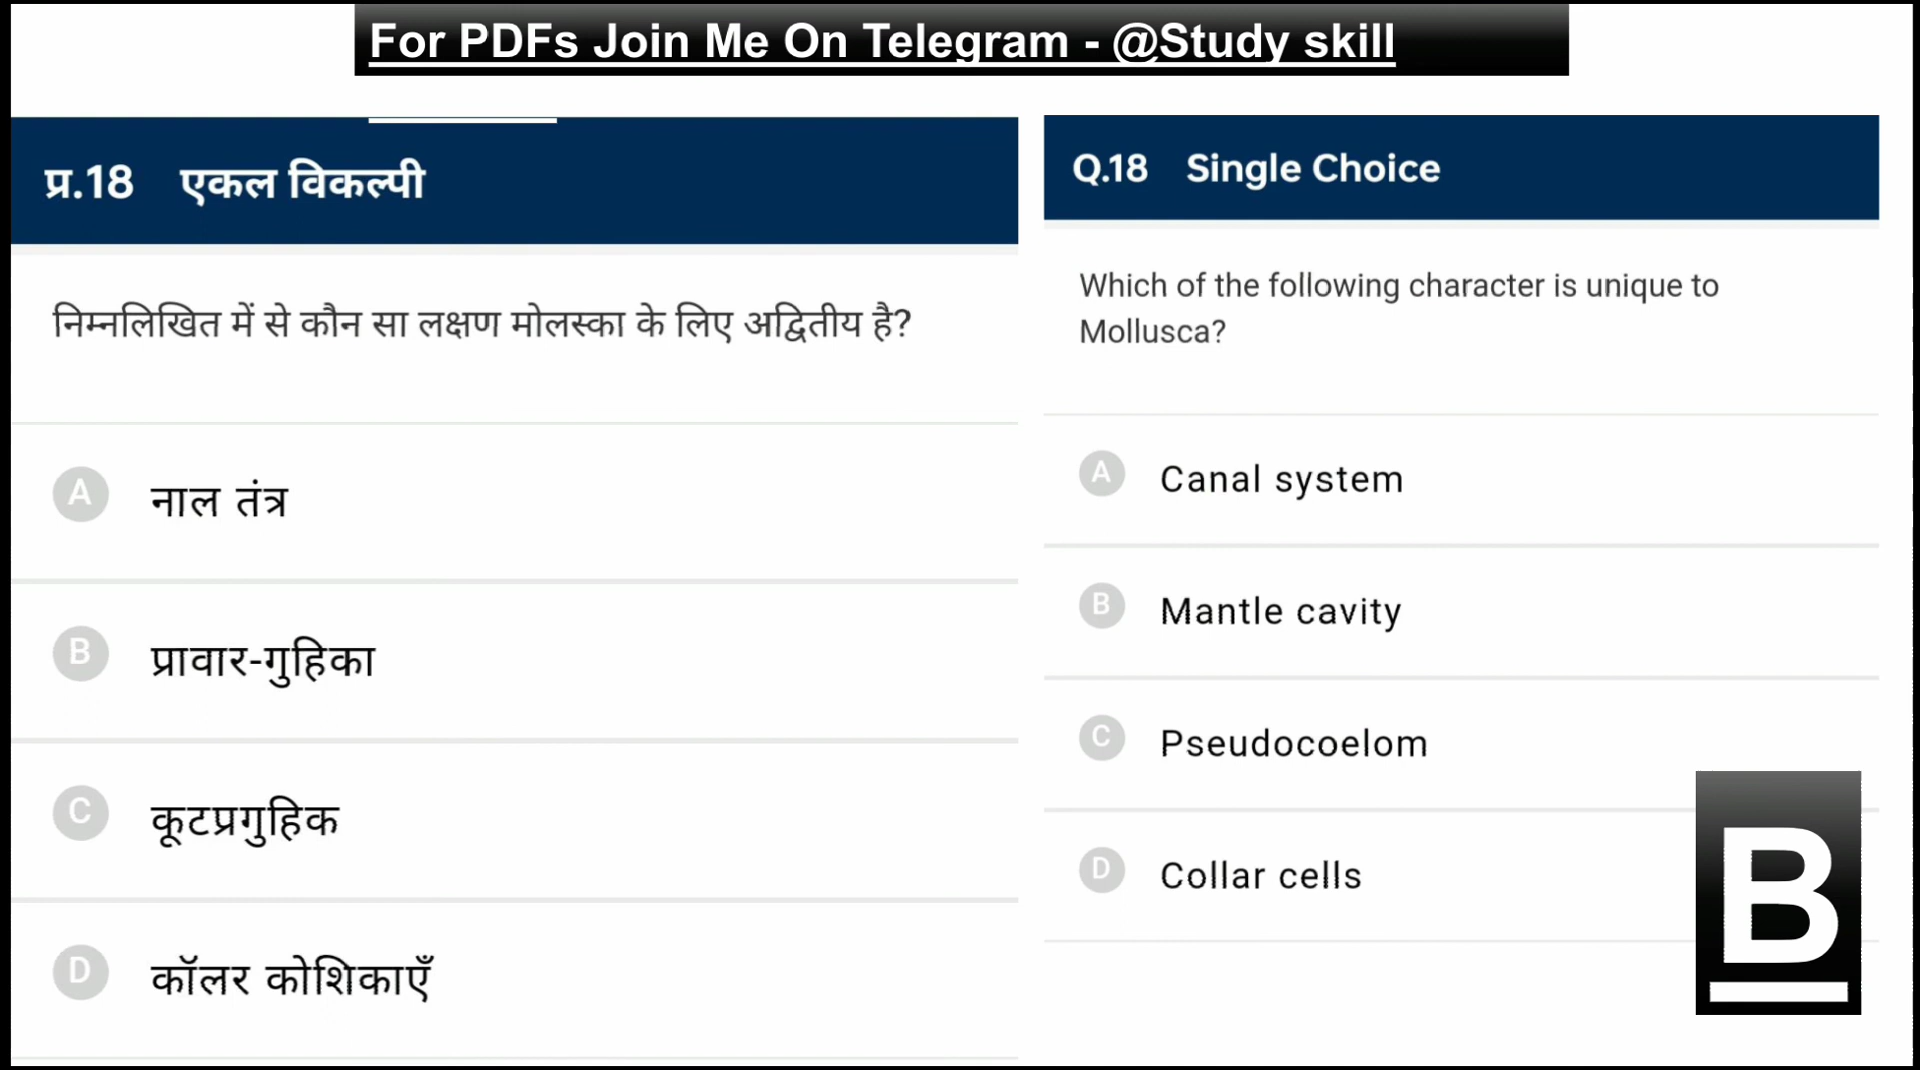 For PDFs Join Me On Telegram - @Study skill
प्र.18 एकल विकल्पी
निम्नलिखित में से कौन सा लक्षण मोलस्का के लिए अद्वितीय है?
A नाल तंत्र
B प्रावार-गुहिका
C कूटप्रगुहिक
D कॉलर कोशिकाएँ
Q.18 Single Choice
Which of the following character is unique to
Mollusca?
A Canal system
B Mantle cavity
C Pseudocoelom
D Collar cells
B